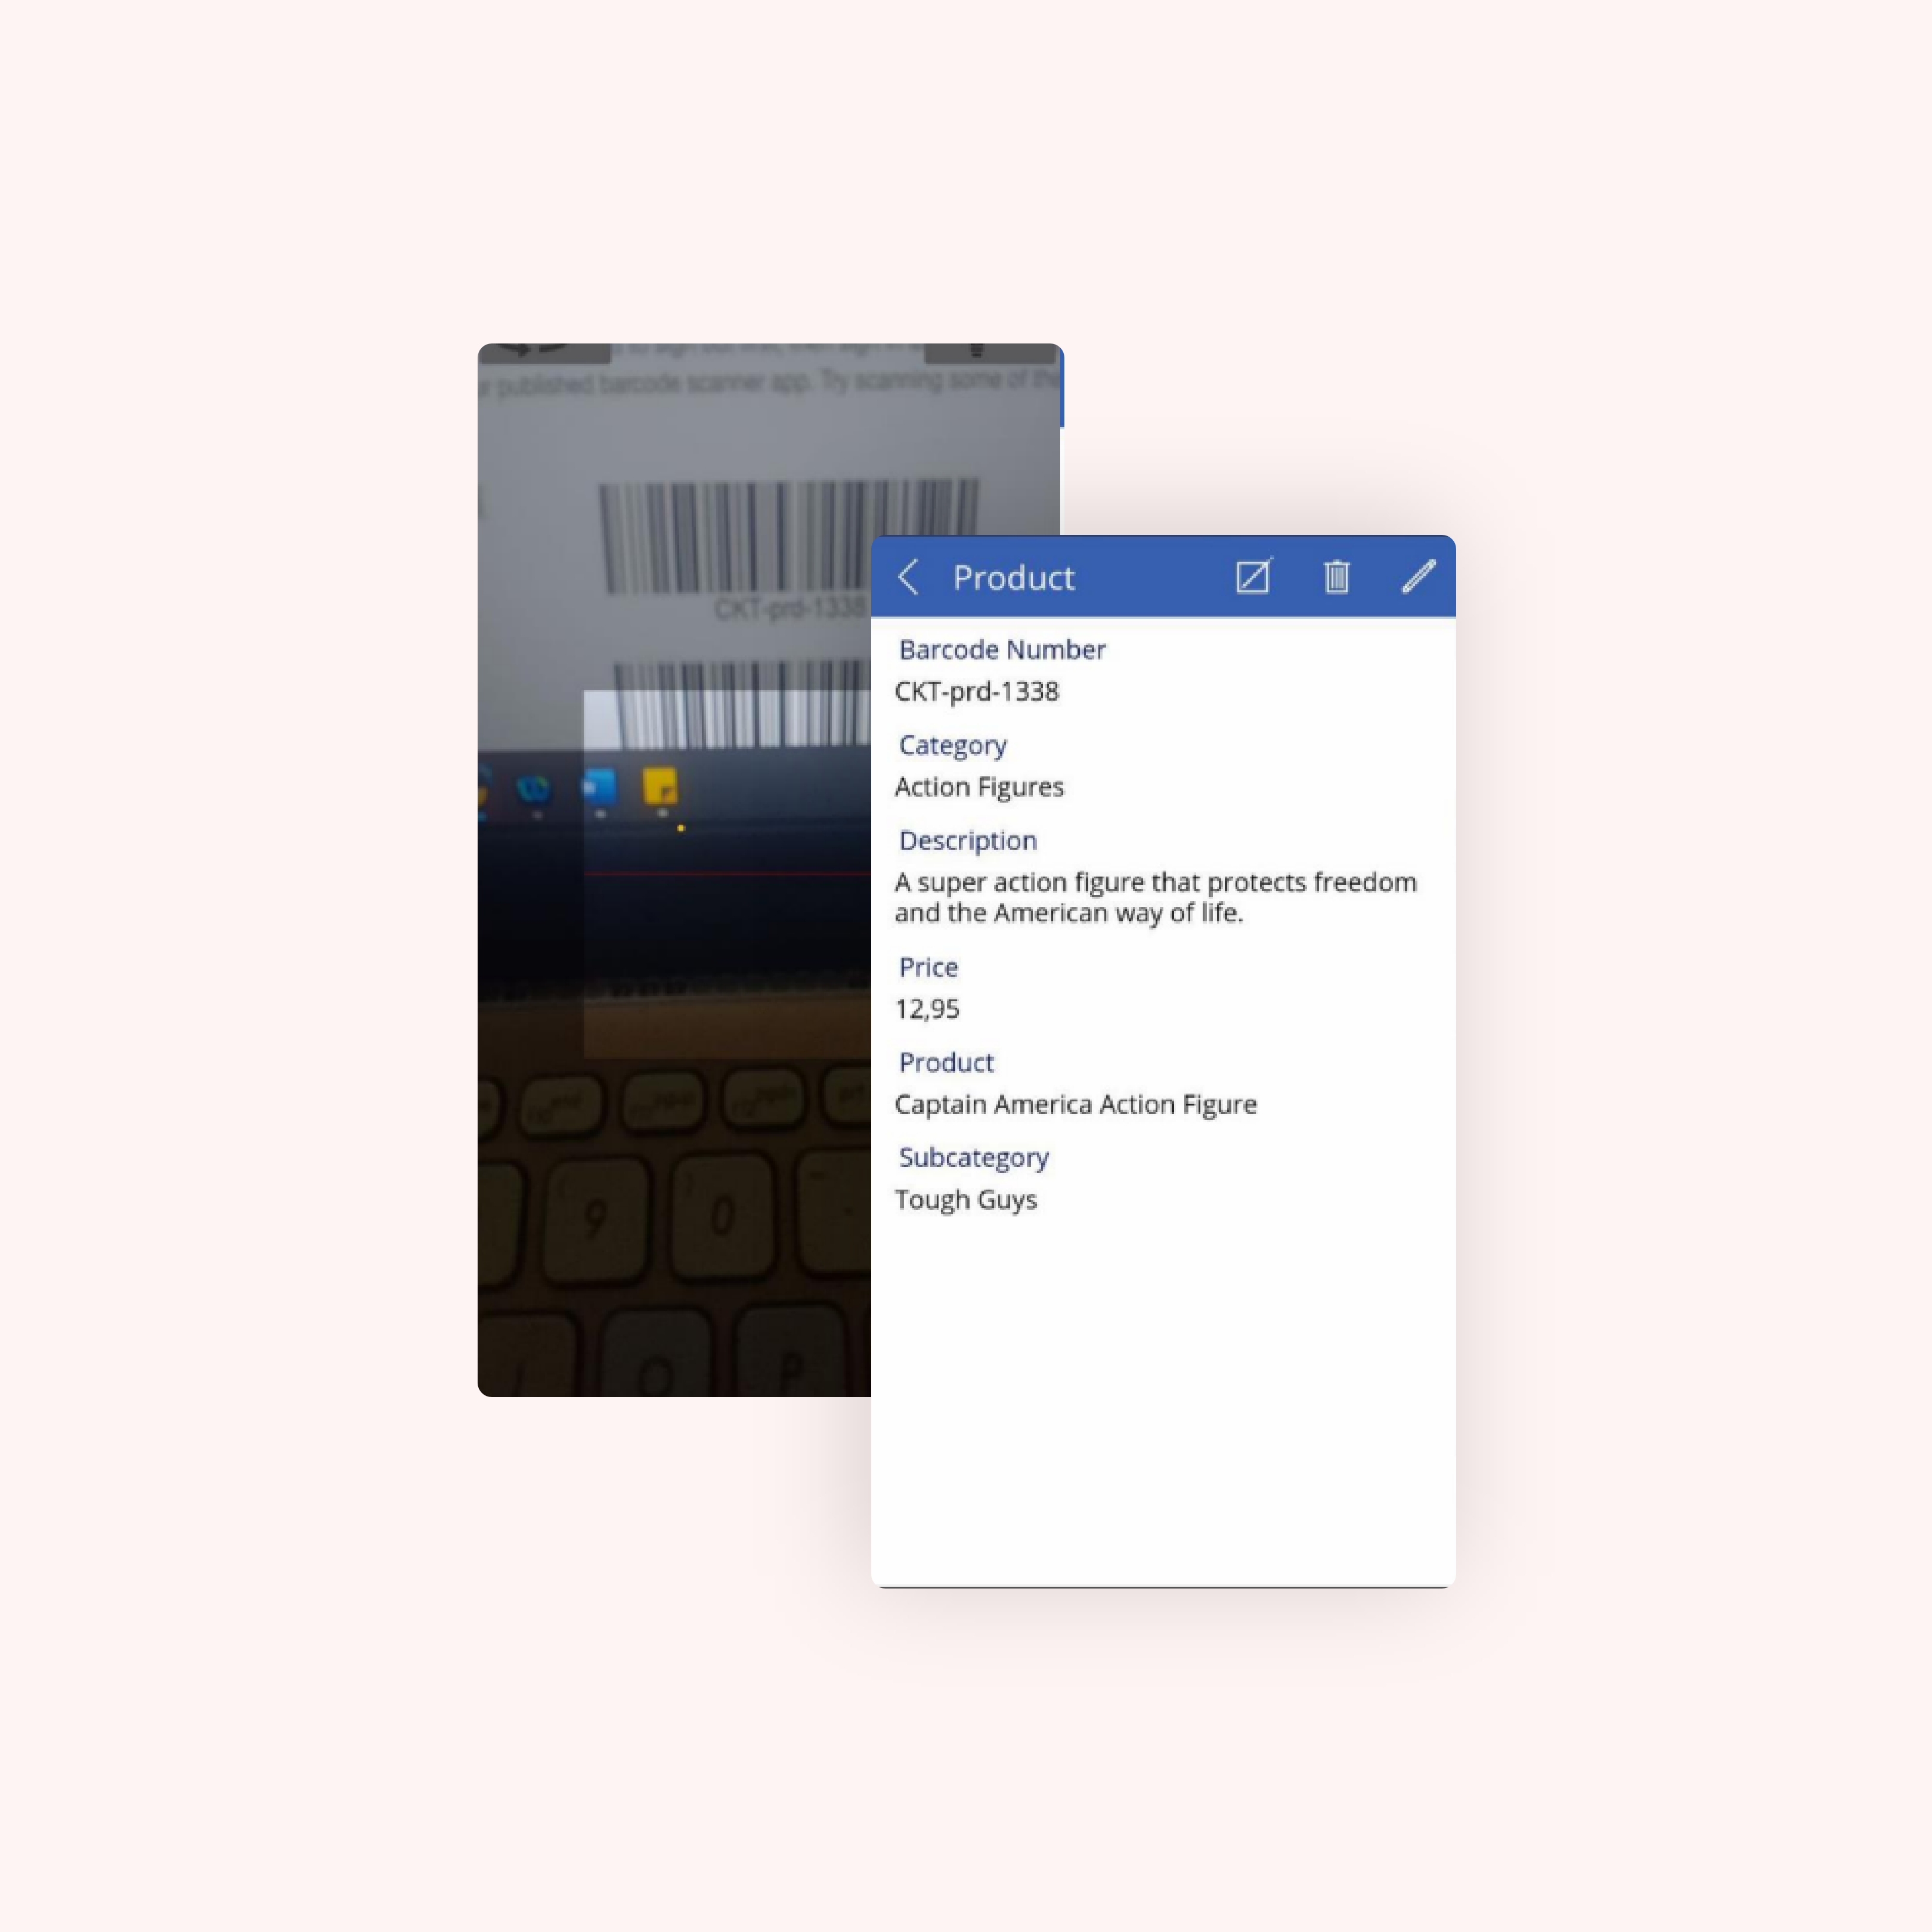 published barcode scanner app. Try scanning some of the
CKT-prd-1338
9
0
O
P
Product
Barcode Number
CKT-prd-1338
Category
Action Figures
Description
A super action figure that protects freedom
and the American way of life.
Price
12,95
Product
Captain America Action Figure
Subcategory
Tough Guys